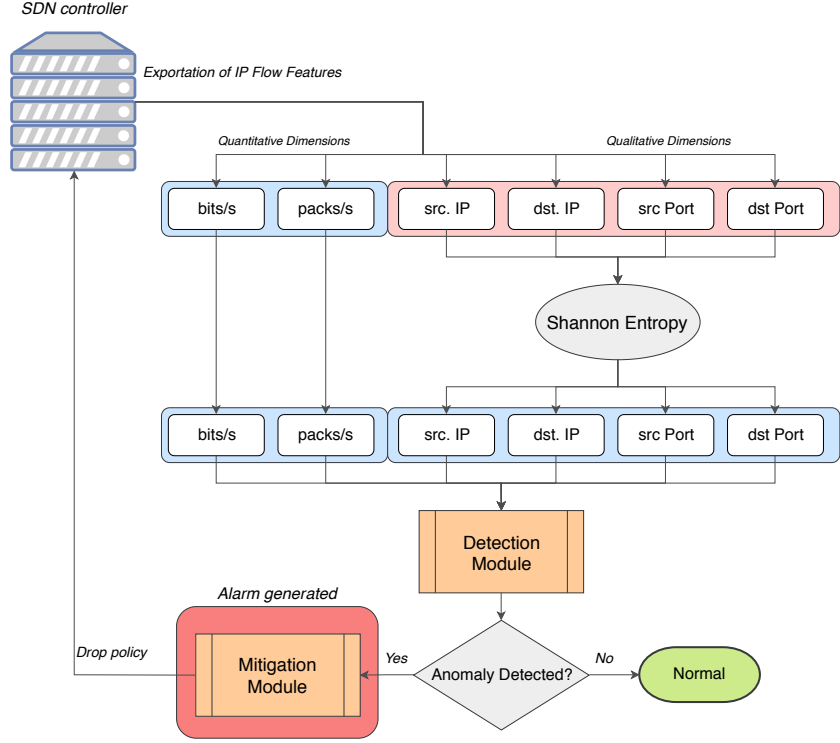 SDN controller
Exportation of IP Flow Features
Quantitative Dimensions
Qualitative Dimensions
bits/s
packs/s
src. IP
dst. IP
src Port
dst Port
Shannon Entropy
bits/s
packs/s
src. IP
dst. IP
src Port
dst Port
Detection
Module
Alarm generated
Drop policy
Mitigation
Module
Yes
Anomaly Detected?
No
Normal